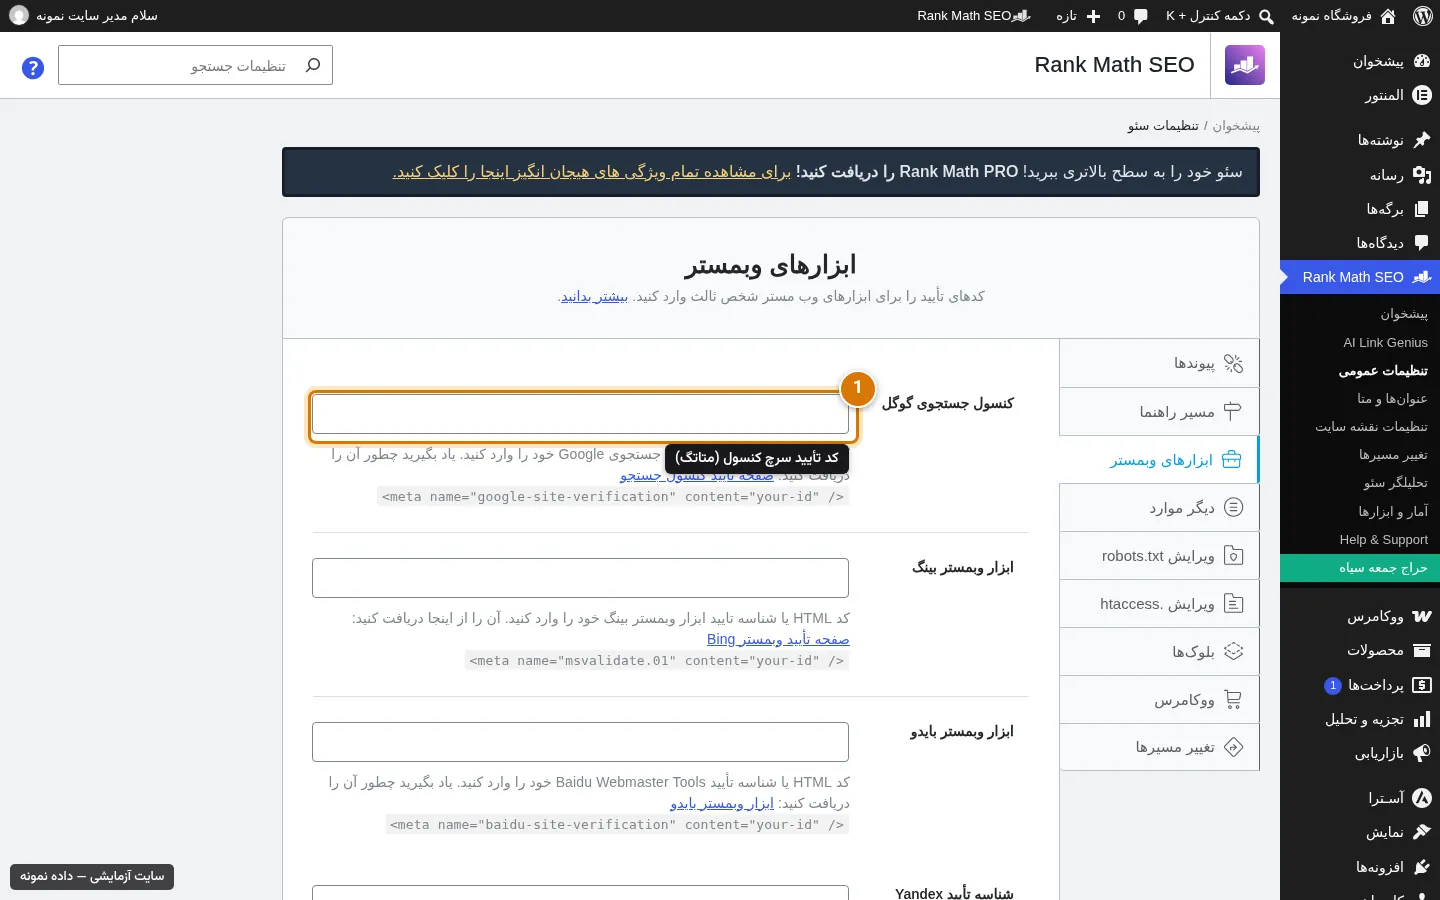 فروشگاه نمونه
دکمه کنترل + K
0
تازه
Rank Math SEO
سلام مدیر سایت نمونه
پیشخوان
المنتور
نوشته‌ها
رسانه
برگه‌ها
دیدگاه‌ها
Rank Math SEO
پیشخوان
AI Link Genius
تنظیمات عمومی
عنوان‌ها و متا
تنظیمات نقشه سایت
تغییر مسیرها
تحلیلگر سئو
آمار و ابزارها
Help & Support
حراج جمعه سیاه
ووکامرس
محصولات
پرداخت‌ها 1
تجزیه و تحلیل
بازاریابی
آسـترا
نمایش
افزونه‌ها
Rank Math SEO
تنظیمات جستجو
?
پیشخوان / تنظیمات سئو
سئو خود را به سطح بالاتری ببرید! Rank Math PRO را دریافت کنید! برای مشاهده تمام ویژگی های هیجان انگیز اینجا را کلیک کنید.
ابزارهای وبمستر
کدهای تأیید را برای ابزارهای وب مستر شخص ثالث وارد کنید. بیشتر بدانید.
پیوندها
مسیر راهنما
ابزارهای وبمستر
دیگر موارد
ویرایش robots.txt
ویرایش .htaccess
بلوک‌ها
ووکامرس
تغییر مسیرها
کنسول جستجوی گوگل
1
کد تأیید سرچ کنسول (متاتگ)
جستجوی Google خود را وارد کنید. یاد بگیرید چطور آن را
دریافت کنید: صفحه تایید کنسول جستجو
<meta name="google-site-verification" content="your-id" />
ابزار وبمستر بینگ
کد HTML یا شناسه تایید ابزار وبمستر بینگ خود را وارد کنید. آن را از اینجا دریافت کنید:
صفحه تأیید وبمستر Bing
<meta name="msvalidate.01" content="your-id" />
ابزار وبمستر بایدو
کد HTML یا شناسه تأیید Baidu Webmaster Tools خود را وارد کنید. یاد بگیرید چطور آن را
دریافت کنید: ابزار وبمستر بایدو
<meta name="baidu-site-verification" content="your-id" />
شناسه تأیید Yandex
سایت آزمایشی – داده نمونه